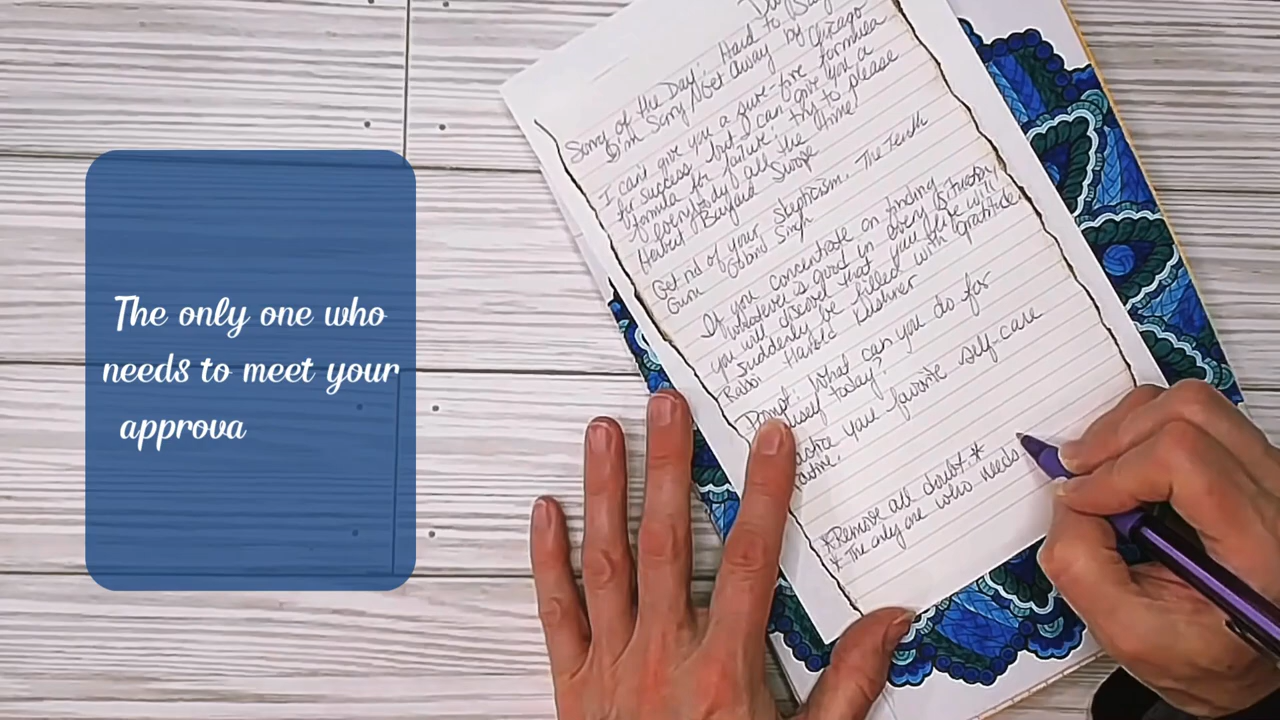 The only one who
needs to meet your
approva
Day: Hard to Say
Song of the Day: Hard to Say
I'm Sorry/Get Away by Chicago
I can't give you a sure-fire formula
for success, but I can give you a
formula for failure: try to please
everybody all the time
Herbert Bayard Swope
Get rid of your skepticism. The Tenth
Guru Gobind Singh
If you concentrate on finding
whatever is good in every
you will discover that your life will
suddenly be filled with gratitude.
Rabbi Harold Kushner
Prompt: What can you do for
today?
your favorite self-care
*Remove all doubt.*
*The only one who needs